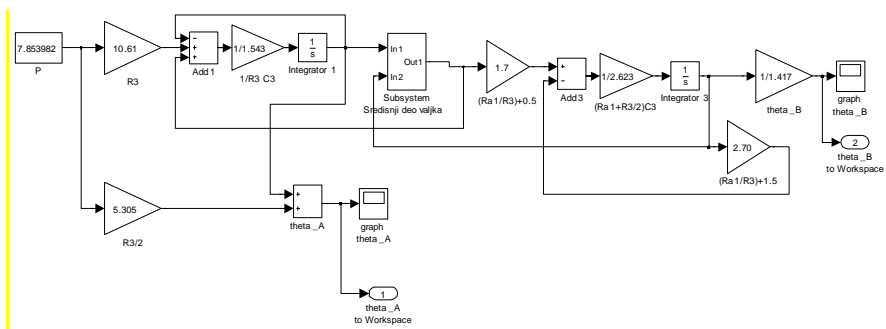 7.853982
P
10.61
R3
−
+
+
Add 1
1/1.543
1/R3 C3
1
s
Integrator 1
In1
In2
Out1
Subsystem
Sredisnji deo valjka
1.7
(Ra1/R3)+0.5
+
−
Add 3
1/2.623
(Ra1+R3/2)C3
1
s
Integrator 3
1/1.417
theta _B
graph
theta _B
2
theta _B
to Workspace
2.70
(Ra1/R3)+1.5
5.305
R3/2
+
+
theta _A
graph
theta _A
1
theta _A
to Workspace